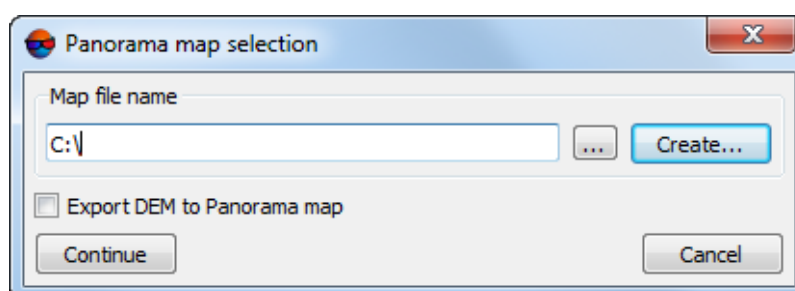 Panorama map selection
Map file name
C:\
... Create...
Export DEM to Panorama map
Continue Cancel